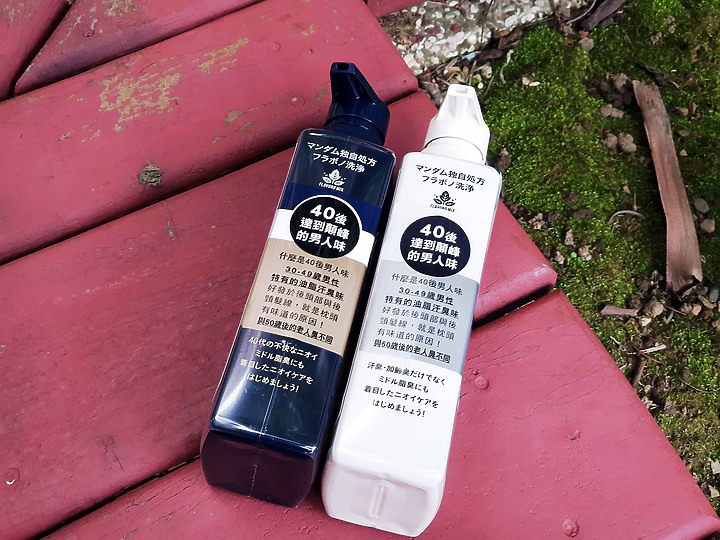 マンダム独自処方
フラボノ洗浄
FLAVONO MIX
40後
達到顛峰
的男人味
什麼是40後男人味
30-49歲男性
特有的油脂汗臭味
好發於後頭部與後
頸髮線，就是枕頭
有味道的原因！
與50歲後的老人臭不同
40代の不快なニオイ
ミドル脂臭にも
着目したニオイケアを
はじめましょう!
マンダム独自処方
フラボノ洗浄
FLAVONO MIX
40後
達到顛峰
的男人味
什麼是40後男人味
30-49歲男性
特有的油脂汗臭味
好發於後頭部與後
頸髮線，就是枕頭
有味道的原因！
與50歲後的老人臭不同
汗臭・加齢臭だけでなく
ミドル脂臭にも
着目したニオイケアを
はじめましょう!